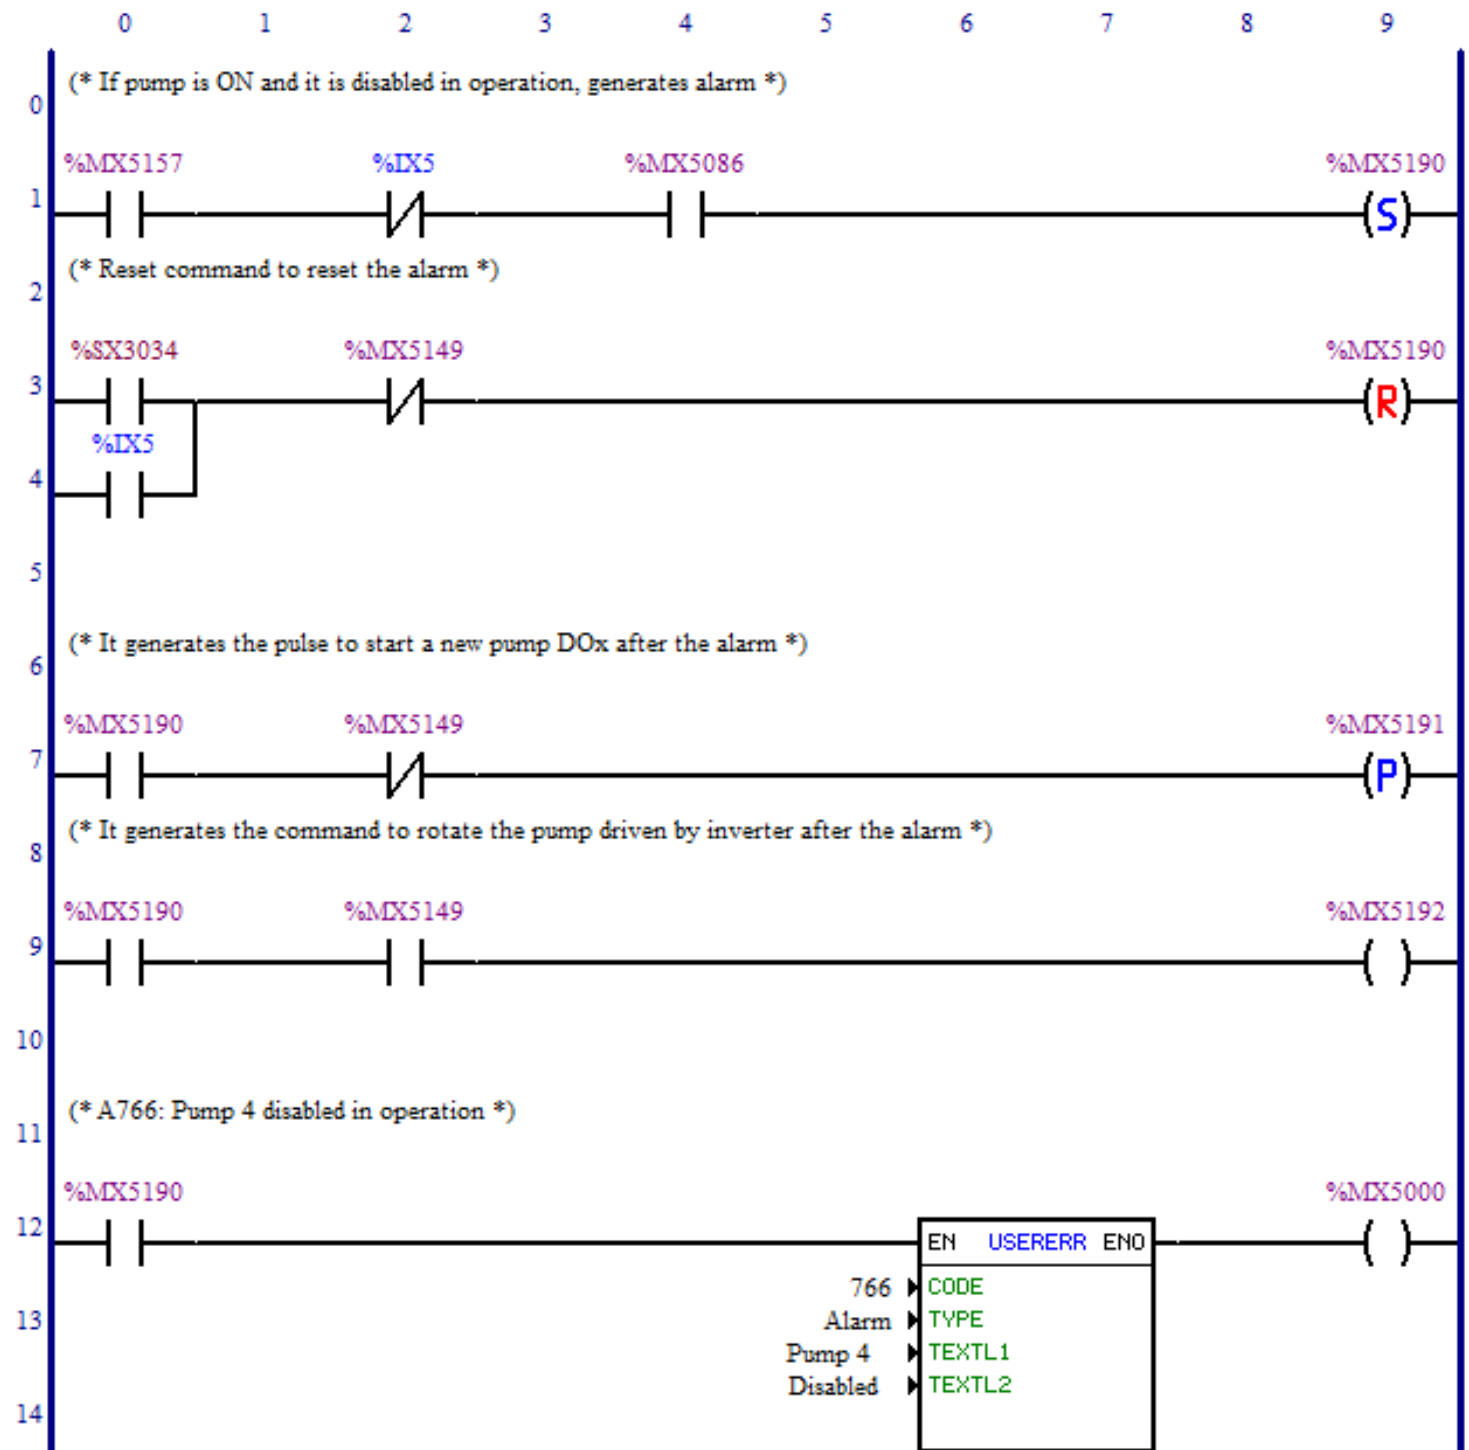 0 1 2 3 4 5 6 7 8 9
(* If pump is ON and it is disabled in operation, generates alarm *)
0
%MX5157 %IX5 %MX5086 %MX5190
1 (S)
(* Reset command to reset the alarm *)
2
%SX3034 %MX5149 %MX5190
3 (R)
%IX5
4
5
(* It generates the pulse to start a new pump DOx after the alarm *)
6
%MX5190 %MX5149 %MX5191
7 (P)
(* It generates the command to rotate the pump driven by inverter after the alarm *)
8
%MX5190 %MX5149 %MX5192
9 ( )
10
(* A766: Pump 4 disabled in operation *)
11
%MX5190 %MX5000
12 EN USERERR ENO ( )
766 CODE
13 Alarm TYPE
Pump 4 TEXTL1
Disabled TEXTL2
14